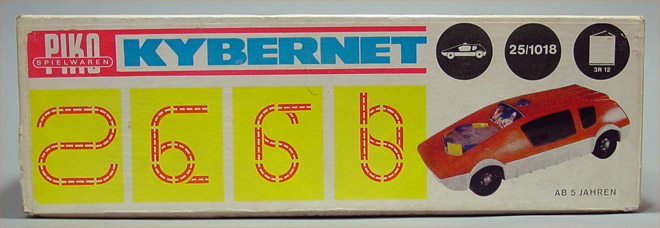 PIKO
SPIELWAREN
KYBERNET
25/1018
3R 12
AB 5 JAHREN